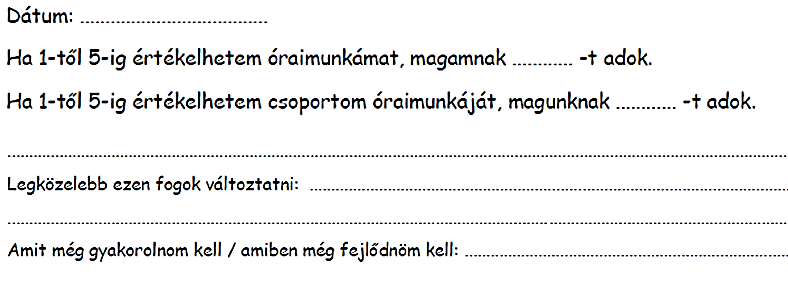 Dátum: .....................................
Ha 1-től 5-ig értékelhetem óraimunkámat, magamnak ............ -t adok.
Ha 1-től 5-ig értékelhetem csoportom óraimunkáját, magunknak ............ -t adok.
..............................................................................................................................................................
Legközelebb ezen fogok változtatni: .................................................................................................
..............................................................................................................................................................
Amit még gyakorolnom kell / amiben még fejlődnöm kell: .................................................................